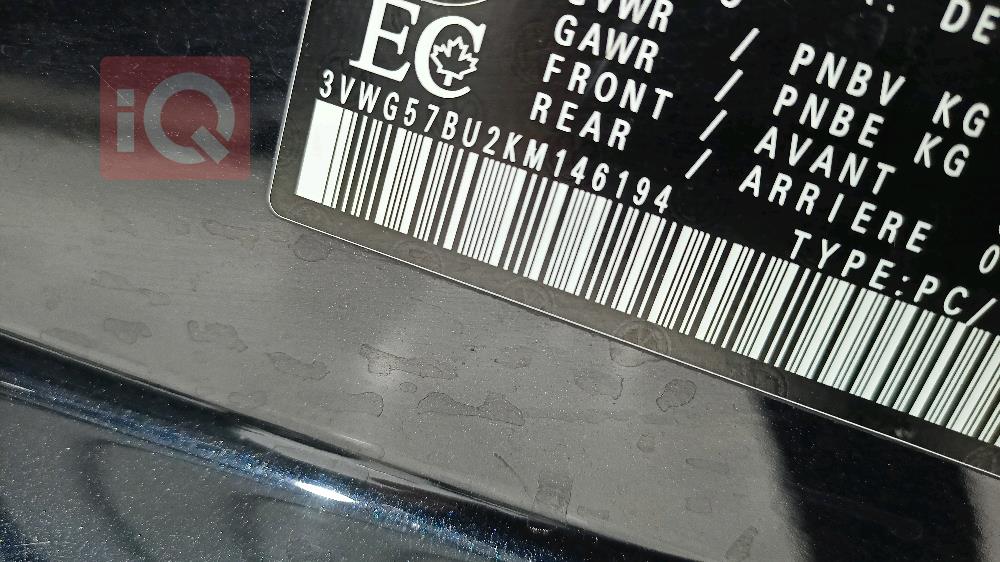 iQ
EC
GVWR / PNBV KG
GAWR / PNBE KG
FRONT / AVANT
REAR / ARRIERE
3VWG57BU2KM146194
TYPE:PC/